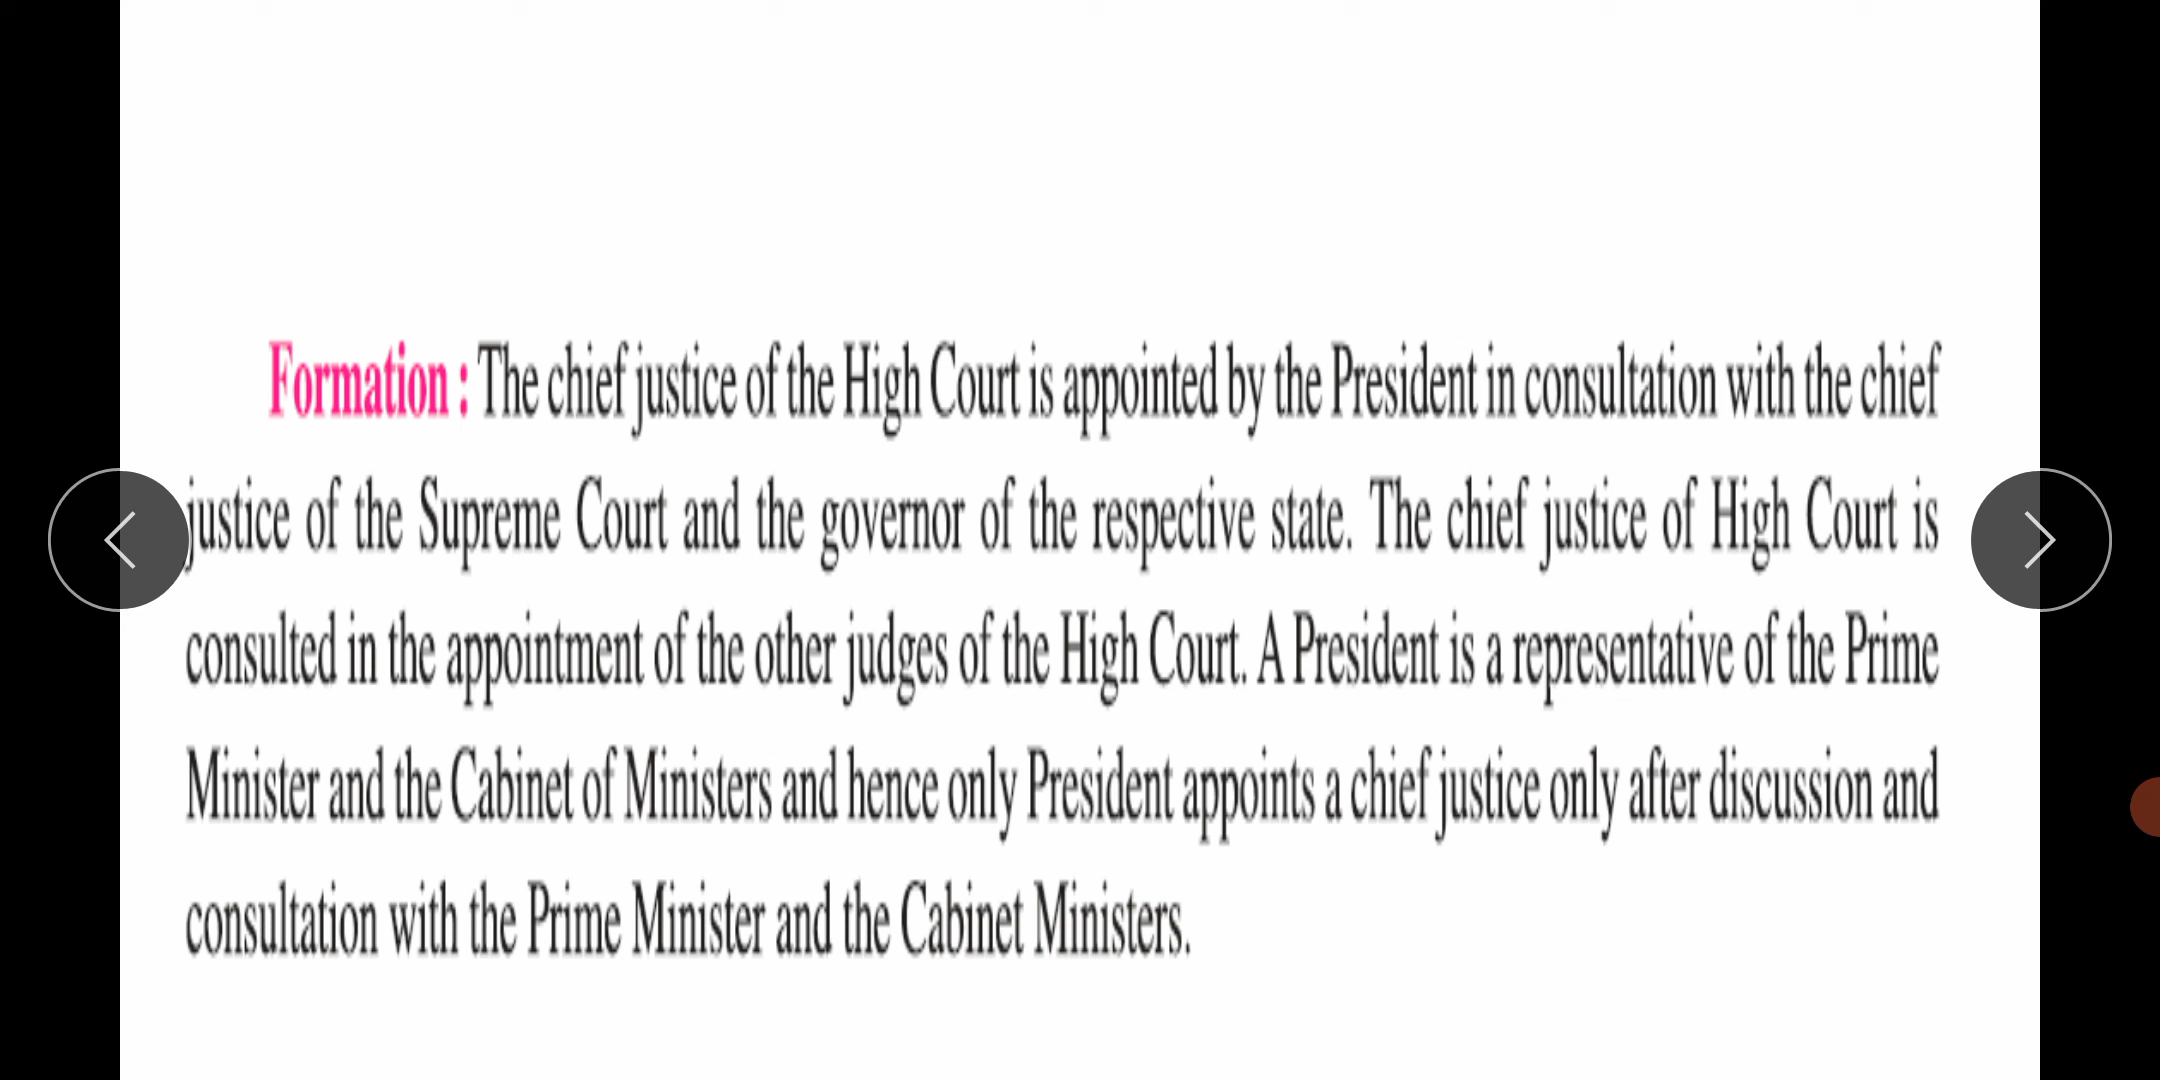 Formation : The chief justice of the High Court is appointed by the President in consultation with the chief
justice of the Supreme Court and the governor of the respective state. The chief justice of High Court is
consulted in the appointment of the other judges of the High Court. A President is a representative of the Prime
Minister and the Cabinet of Ministers and hence only President appoints a chief justice only after discussion and
consultation with the Prime Minister and the Cabinet Ministers.